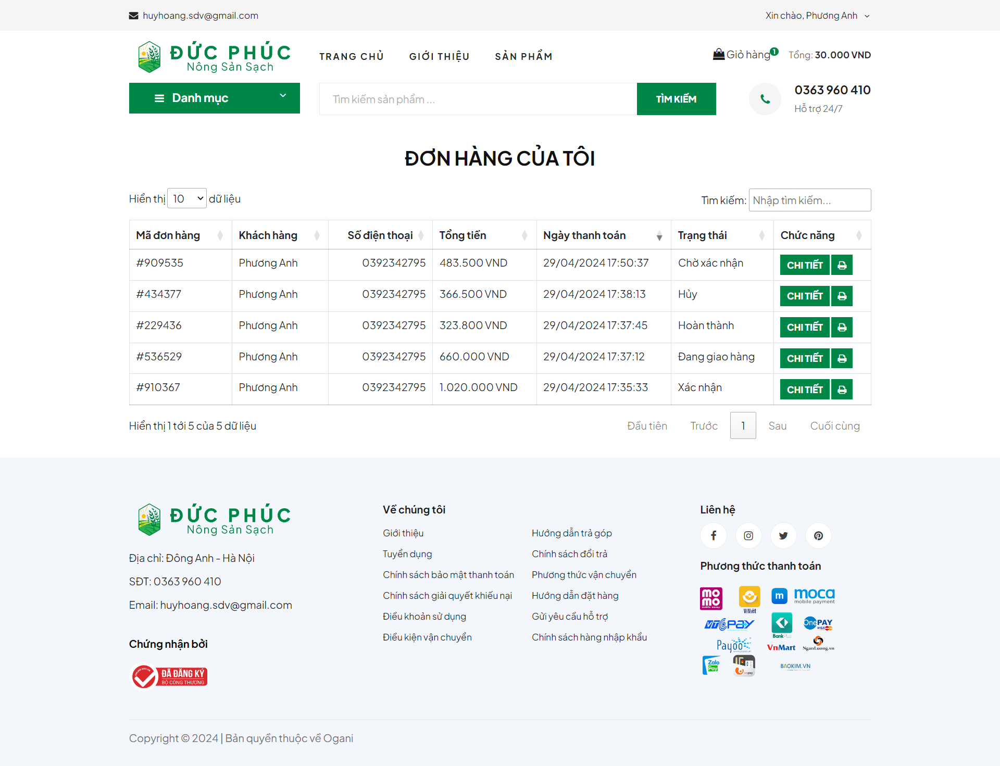 huyhoang.sdv@gmail.com
Xin chào, Phương Anh
ĐỨC PHÚC
Nông Sản Sạch
TRANG CHỦ
GIỚI THIỆU
SẢN PHẨM
Giỏ hàng 1
Tổng: 30.000 VND
Danh mục
Tìm kiếm sản phẩm ...
TÌM KIẾM
0363 960 410
Hỗ trợ 24/7
ĐƠN HÀNG CỦA TÔI
Hiển thị 10 dữ liệu
Tìm kiếm: Nhập tìm kiếm...
Mã đơn hàng Khách hàng Số điện thoại Tổng tiền Ngày thanh toán Trạng thái Chức năng
#909535 Phương Anh 0392342795 483.500 VND 29/04/2024 17:50:37 Chờ xác nhận CHI TIẾT
#434377 Phương Anh 0392342795 366.500 VND 29/04/2024 17:38:13 Hủy CHI TIẾT
#229436 Phương Anh 0392342795 323.800 VND 29/04/2024 17:37:45 Hoàn thành CHI TIẾT
#536529 Phương Anh 0392342795 660.000 VND 29/04/2024 17:37:12 Đang giao hàng CHI TIẾT
#910367 Phương Anh 0392342795 1.020.000 VND 29/04/2024 17:35:33 Xác nhận CHI TIẾT
Hiển thị 1 tới 5 của 5 dữ liệu
Đầu tiên Trước 1 Sau Cuối cùng
ĐỨC PHÚC
Nông Sản Sạch
Địa chỉ: Đông Anh - Hà Nội
SĐT: 0363 960 410
Email: huyhoang.sdv@gmail.com
Chứng nhận bởi
ĐÃ ĐĂNG KÝ
BỘ CÔNG THƯƠNG
Về chúng tôi
Giới thiệu
Tuyển dụng
Chính sách bảo mật thanh toán
Chính sách giải quyết khiếu nại
Điều khoản sử dụng
Điều kiện vận chuyển
Hướng dẫn trả góp
Chính sách đổi trả
Phương thức vận chuyển
Hướng dẫn đặt hàng
Gửi yêu cầu hỗ trợ
Chính sách hàng nhập khẩu
Liên hệ
Phương thức thanh toán
momo
mobile money
ViViệt
m moca
mobile payment
VTCPAY
BankPlus
OnePAY
VISA
Payoo
www.payoo.vn
VnMart
NganLuong.vn
Zalo
Pay
BAOKIM.VN
Copyright © 2024 | Bản quyền thuộc về Ogani